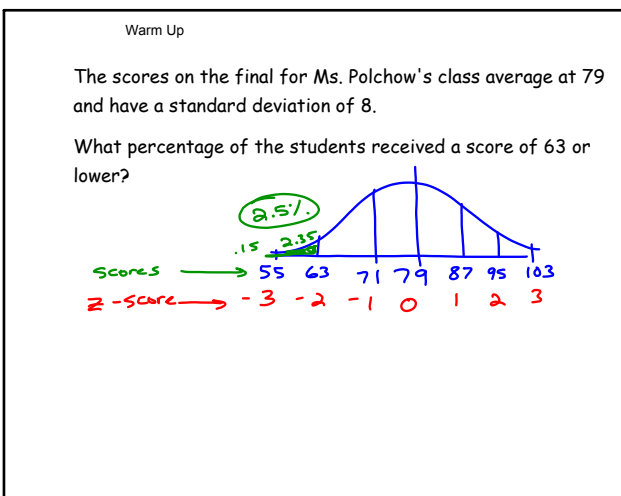 Warm Up
The scores on the final for Ms. Polchow's class average at 79
and have a standard deviation of 8.
What percentage of the students received a score of 63 or
lower?
2.5%
.15 2.35
scores → 55 63 71 79 87 95 103
z-score → -3 -2 -1 0 1 2 3